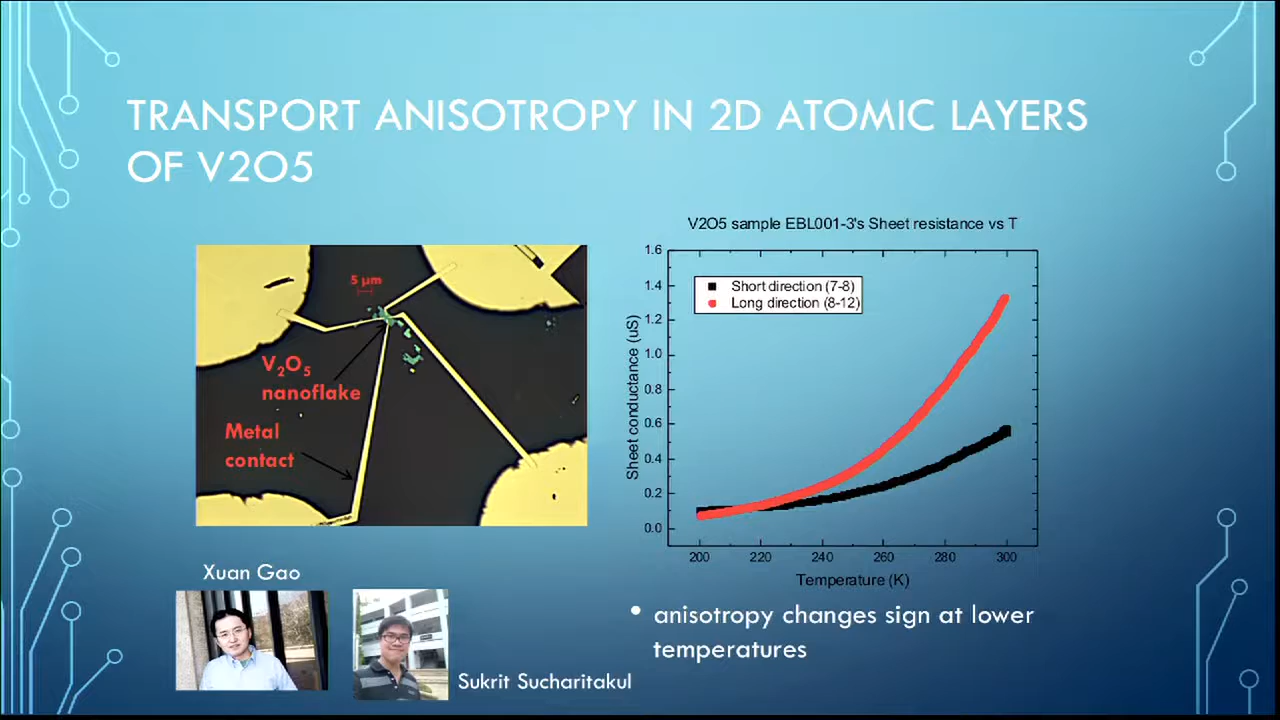 TRANSPORT ANISOTROPY IN 2D ATOMIC LAYERS
OF V2O5
5 μm
V₂O₅
nanoflake
Metal
contact
V2O5 sample EBL001-3's Sheet resistance vs T
Short direction (7-8)
Long direction (8-12)
Sheet conductance (uS)
1.6
1.4
1.2
1.0
0.8
0.6
0.4
0.2
0.0
200 220 240 260 280 300
Temperature (K)
Xuan Gao
Sukrit Sucharitakul
• anisotropy changes sign at lower
temperatures